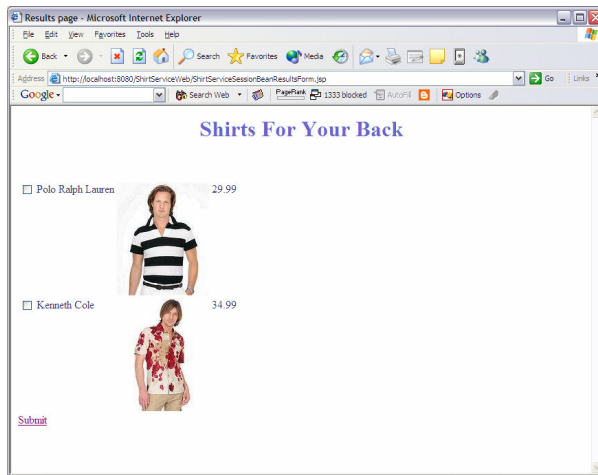 Results page - Microsoft Internet Explorer
File Edit View Favorites Tools Help
Back Search Favorites Media
Address http://localhost:8080/ShirtServiceWeb/ShirtServiceSessionBeanResultsForm.jsp Go Links
Google Search Web PageRank 1333 blocked AutoFill Options
Shirts For Your Back
Polo Ralph Lauren 29.99
Kenneth Cole 34.99
Submit